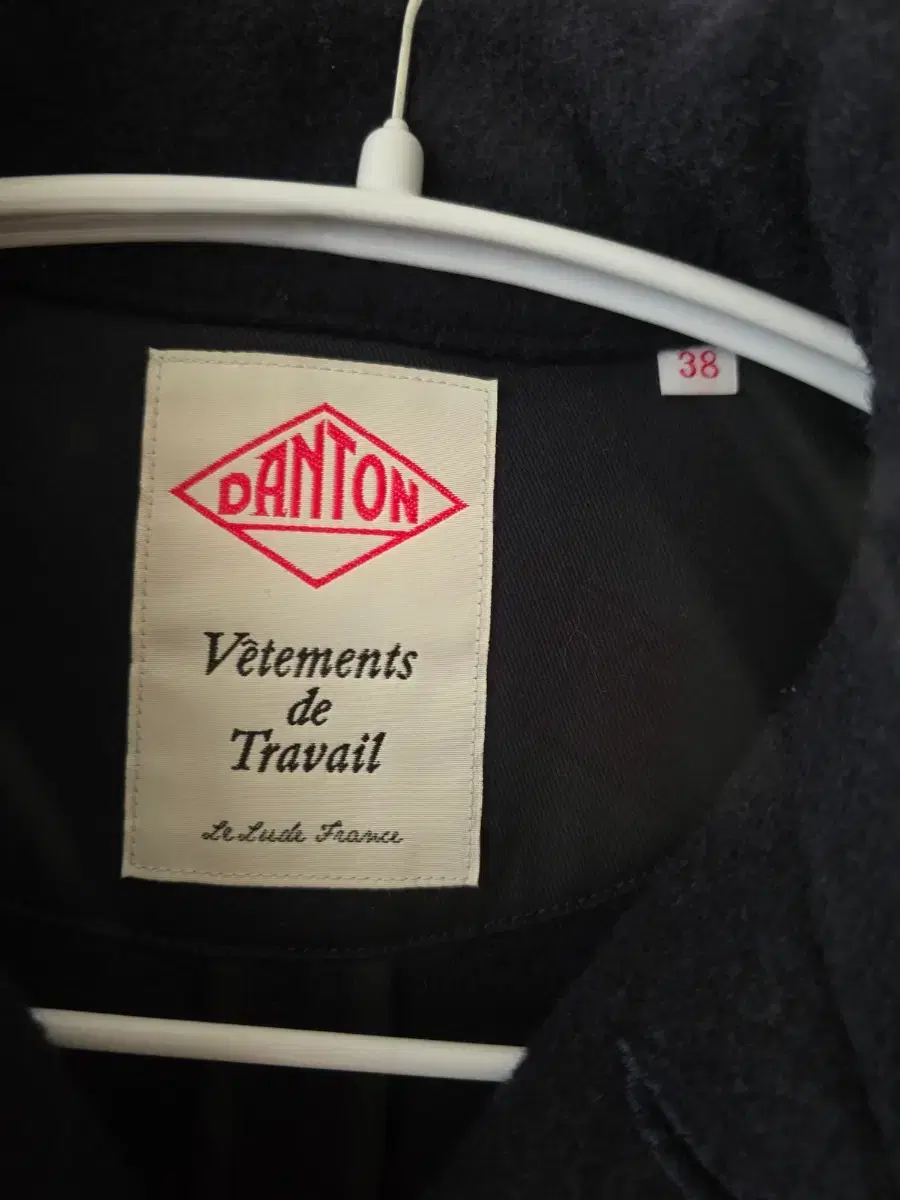 38
DANTON
Vêtements
de
Travail
Le Lude France